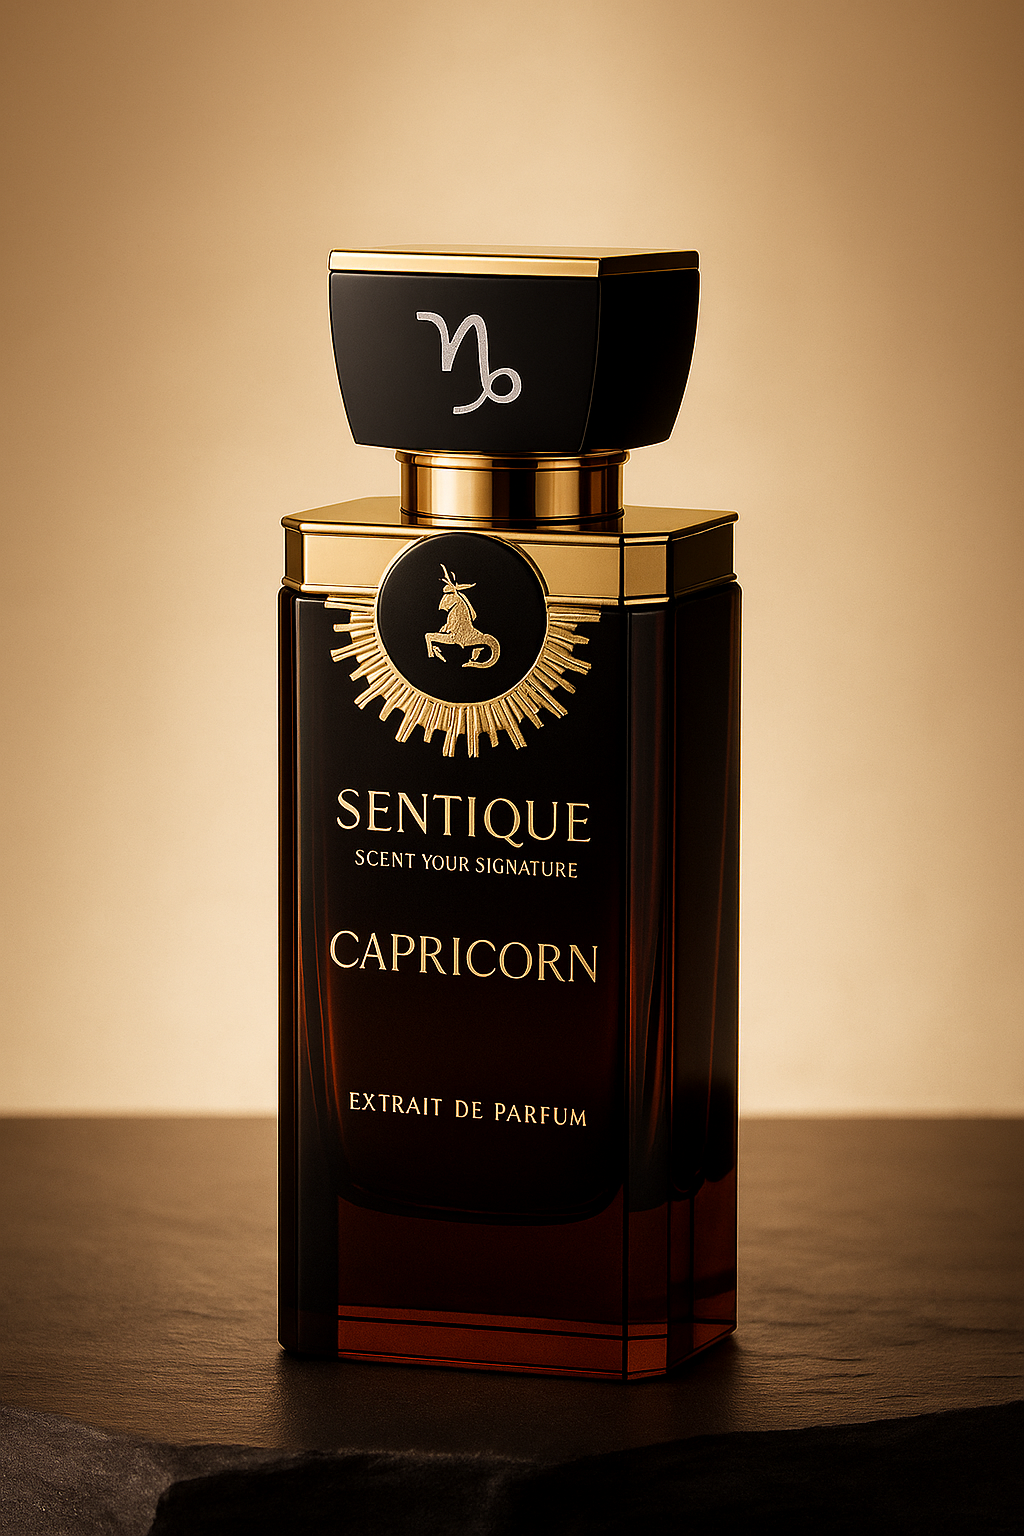 ♑
SENTIQUE
SCENT YOUR SIGNATURE
CAPRICORN
EXTRAIT DE PARFUM